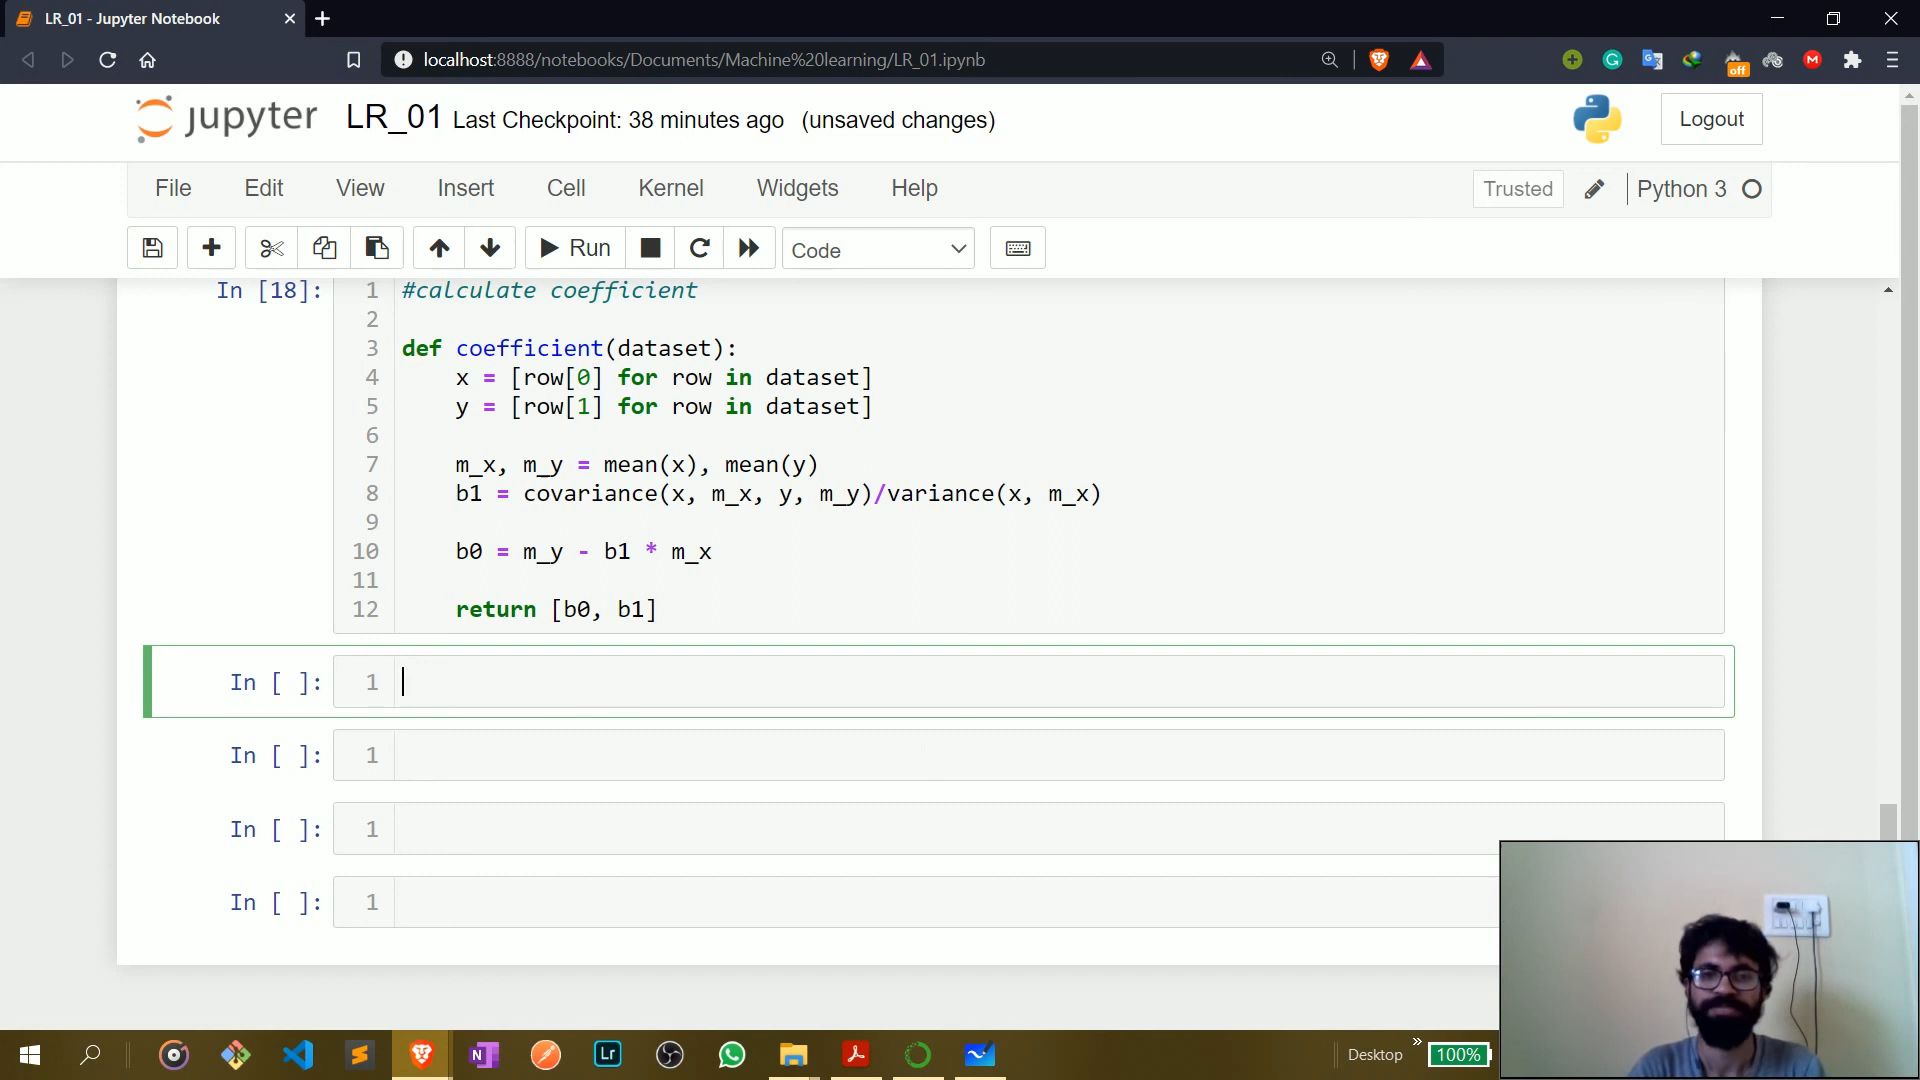 LR_01 - Jupyter Notebook
localhost:8888/notebooks/Documents/Machine%20learning/LR_01.ipynb
off
M
jupyter LR_01 Last Checkpoint: 38 minutes ago (unsaved changes)
Logout
File Edit View Insert Cell Kernel Widgets Help
Trusted Python 3
Run Code
In [18]:
1 #calculate coefficient
2
3 def coefficient(dataset):
4 x = [row[0] for row in dataset]
5 y = [row[1] for row in dataset]
6
7 m_x, m_y = mean(x), mean(y)
8 b1 = covariance(x, m_x, y, m_y)/variance(x, m_x)
9
10 b0 = m_y - b1 * m_x
11
12 return [b0, b1]
In [ ]: 1
In [ ]: 1
In [ ]: 1
In [ ]: 1
N Lr Desktop » 100%